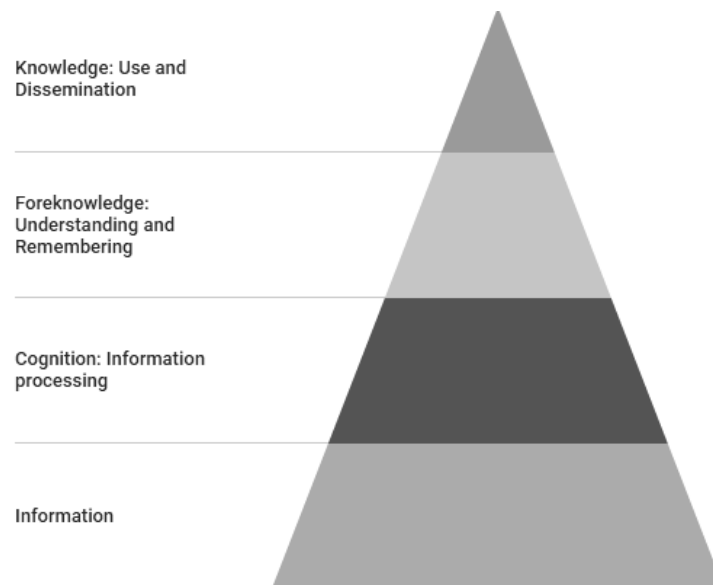 Knowledge: Use and
Dissemination
Foreknowledge:
Understanding and
Remembering
Cognition: Information
processing
Information